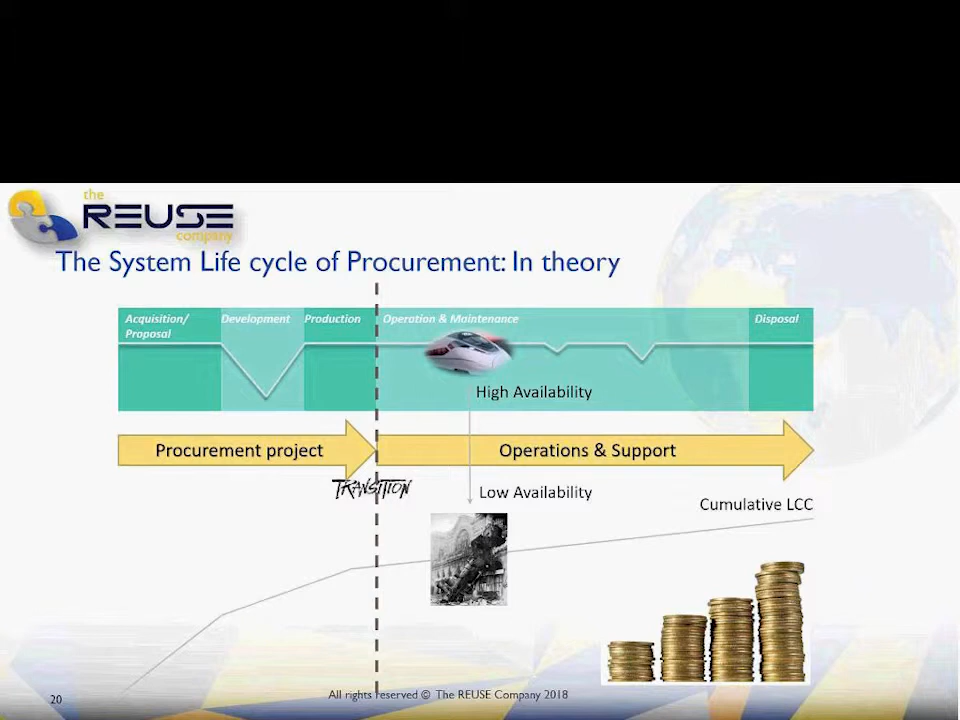 the
REUSE
company
The System Life cycle of Procurement: In theory
Acquisition/
Proposal
Development
Production
Operation & Maintenance
Disposal
High Availability
Procurement project
Operations & Support
TRANSITION
Low Availability
Cumulative LCC
20
All rights reserved © The REUSE Company 2018